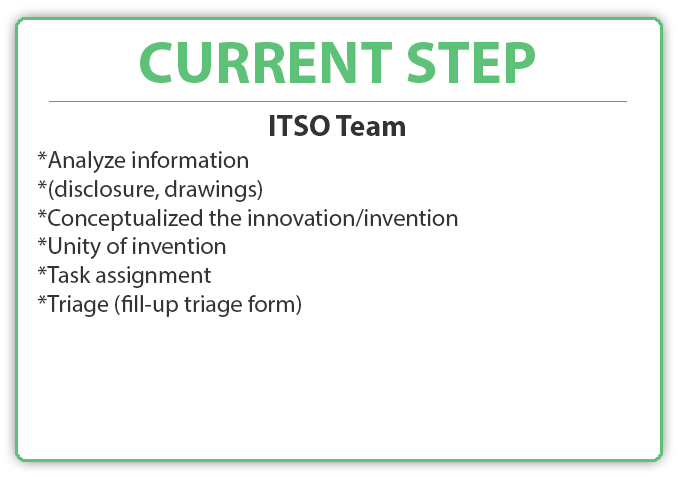 CURRENT STEP
ITSO Team
*Analyze information
*(disclosure, drawings)
*Conceptualized the innovation/invention
*Unity of invention
*Task assignment
*Triage (fill-up triage form)